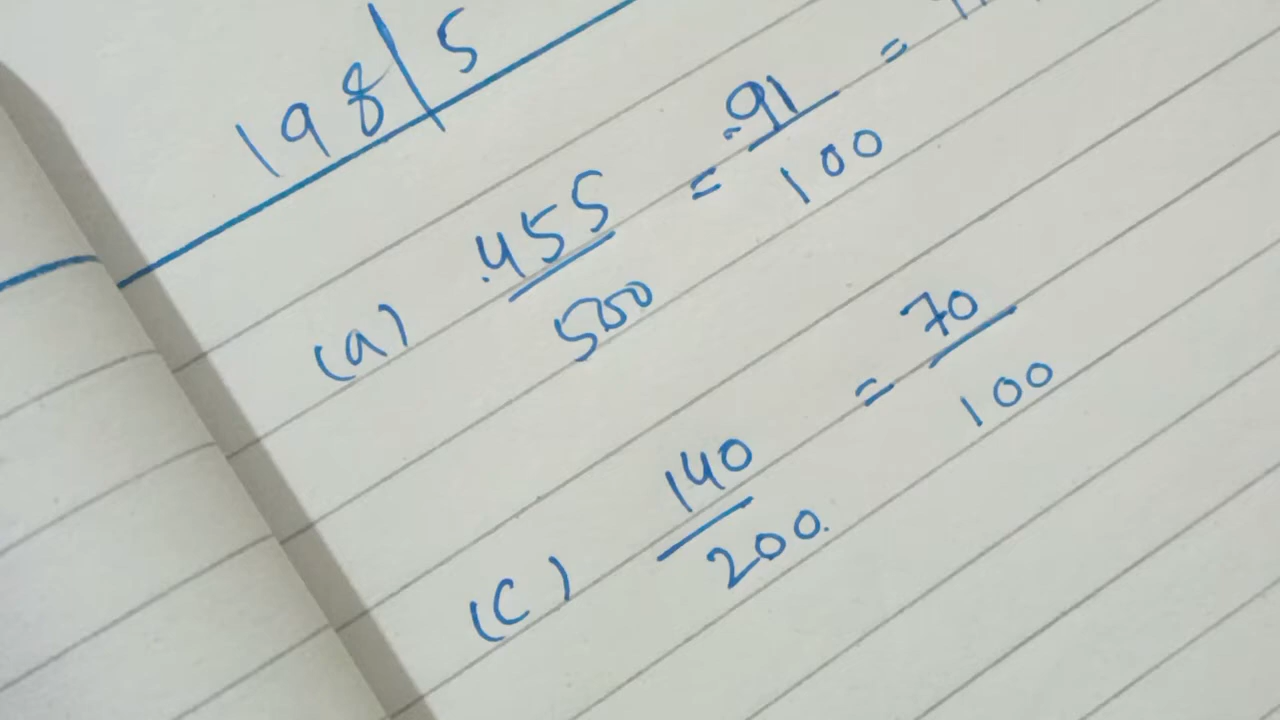 198/5
(a) .455/500 = .91/100 =
(c) 140/200. = 70/100